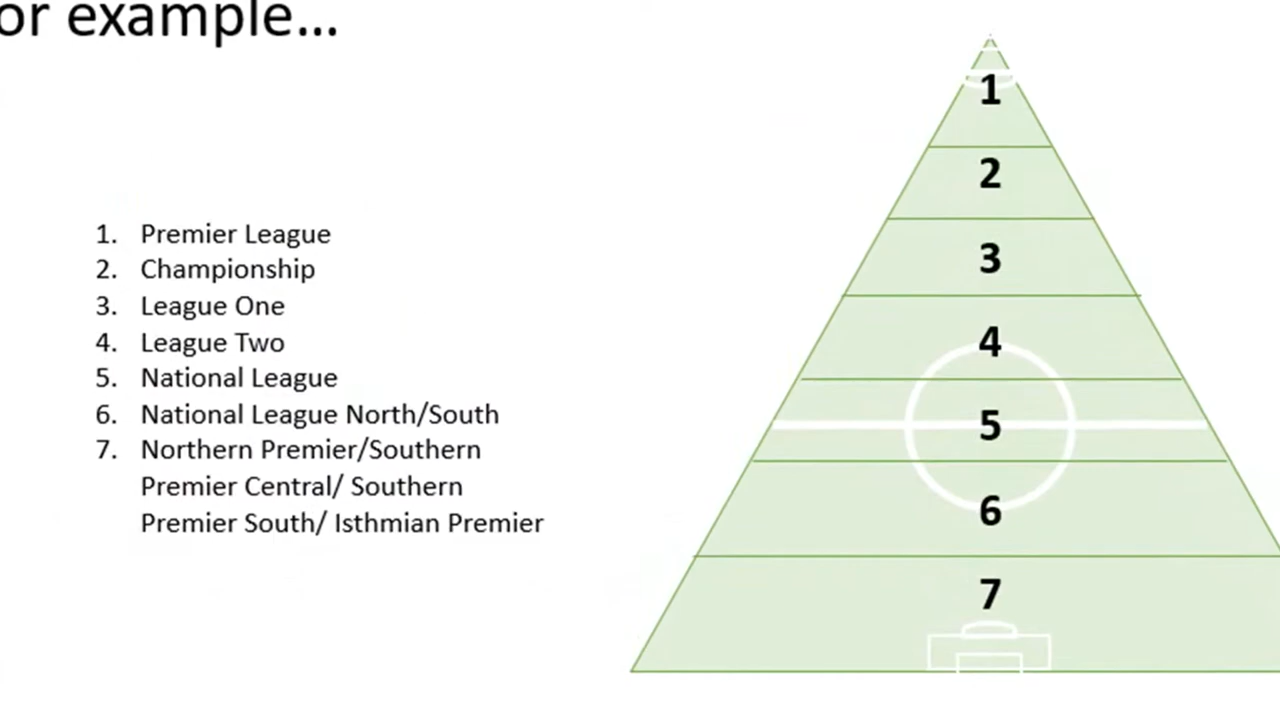 or example...
1. Premier League
2. Championship
3. League One
4. League Two
5. National League
6. National League North/South
7. Northern Premier/Southern
Premier Central/ Southern
Premier South/ Isthmian Premier
1
2
3
4
5
6
7